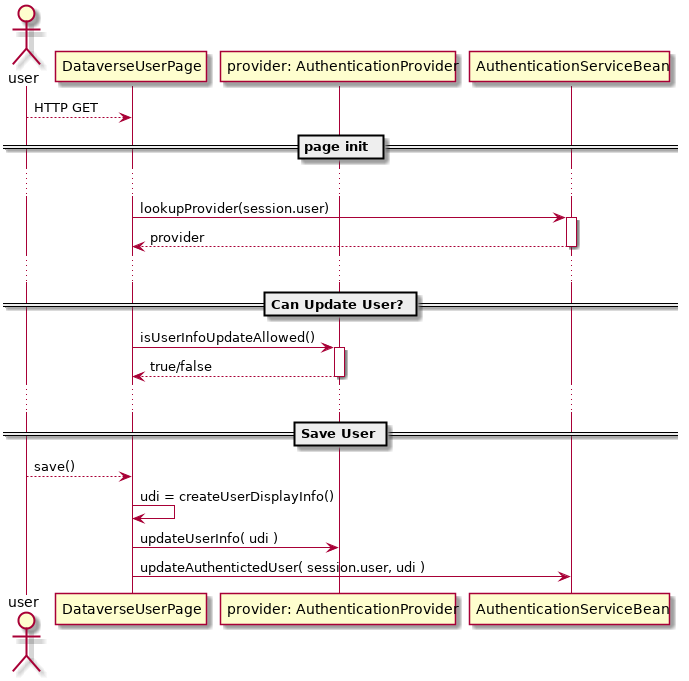 user
DataverseUserPage
provider: AuthenticationProvider
AuthenticationServiceBean
HTTP GET
page init
lookupProvider(session.user)
provider
Can Update User?
isUserInfoUpdateAllowed()
true/false
Save User
save()
udi = createUserDisplayInfo()
updateUserInfo( udi )
updateAuthentictedUser( session.user, udi )
user
DataverseUserPage
provider: AuthenticationProvider
AuthenticationServiceBean